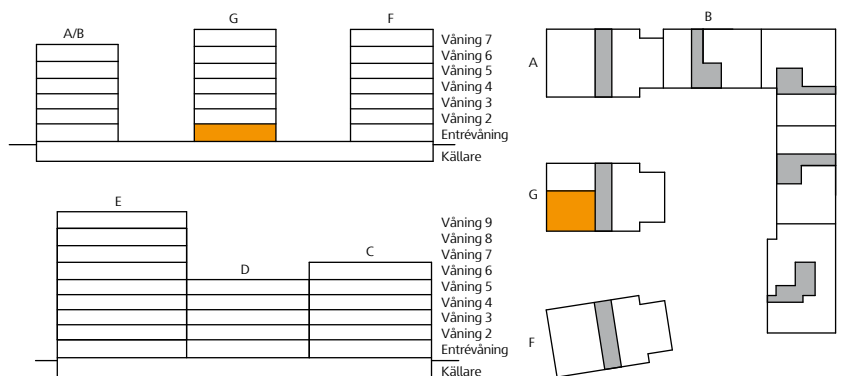 A/B
G
F
Våning 7
Våning 6
Våning 5
Våning 4
Våning 3
Våning 2
Entrévåning
Källare
E
D
C
Våning 9
Våning 8
Våning 7
Våning 6
Våning 5
Våning 4
Våning 3
Våning 2
Entrévåning
Källare
B
A
G
F